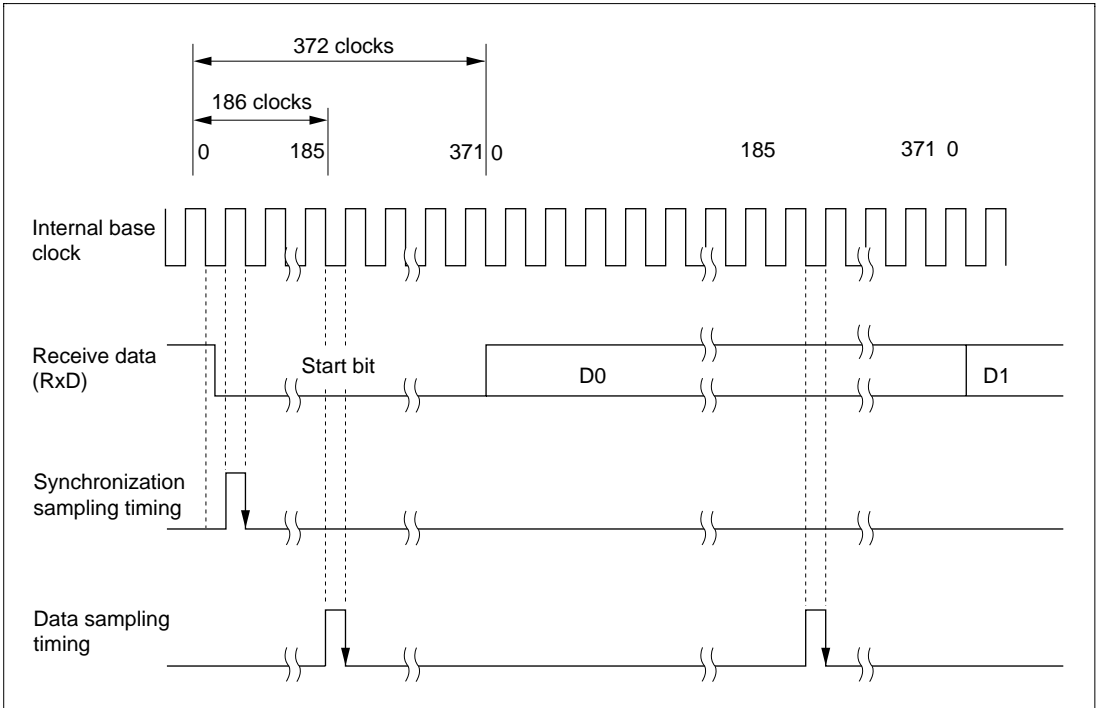 372 clocks
186 clocks
0 185 371 0 185 371 0
Internal base
clock
Receive data
(RxD)
Start bit
D0
D1
Synchronization
sampling timing
Data sampling
timing